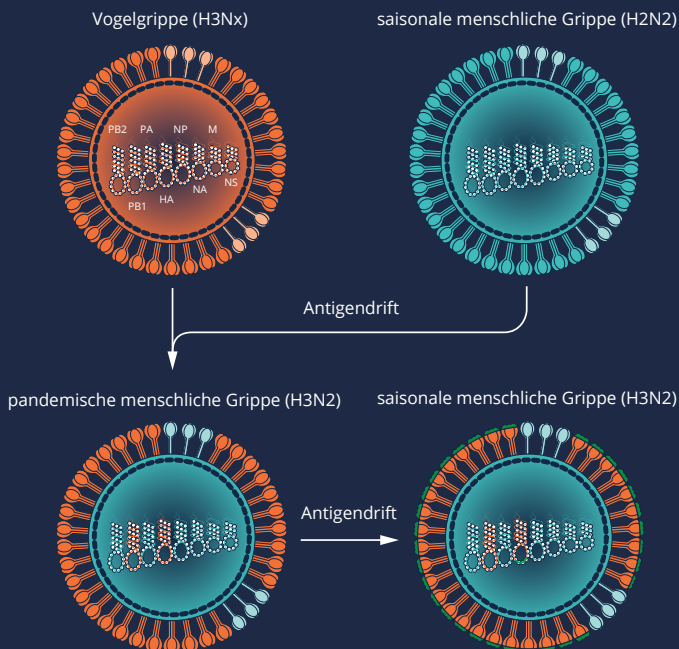 Vogelgrippe (H3Nx)
saisonale menschliche Grippe (H2N2)
PB2 PA NP M
PB1 HA NA NS
Antigendrift
pandemische menschliche Grippe (H3N2)
saisonale menschliche Grippe (H3N2)
Antigendrift